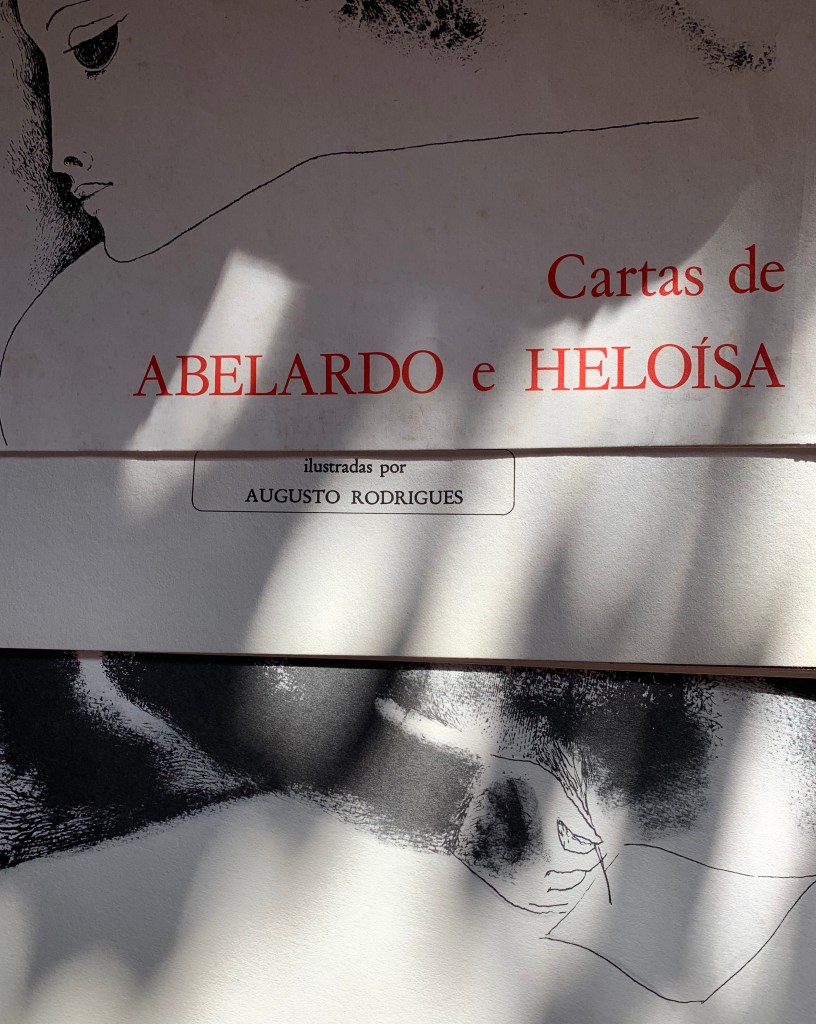 Cartas de
ABELARDO e HELOÍSA
ilustradas por
AUGUSTO RODRIGUES